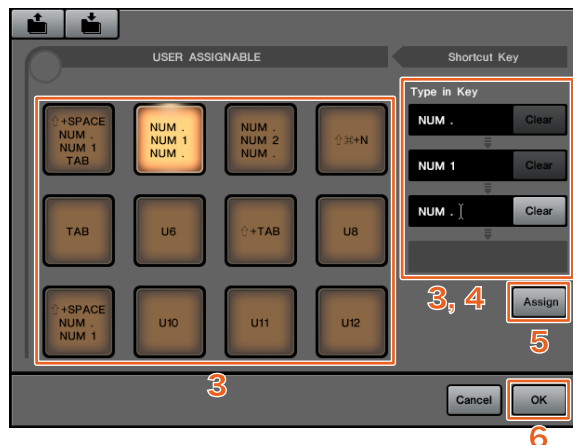 USER ASSIGNABLE
Shortcut Key
Type in Key
⇧+SPACE
NUM .
NUM 1
TAB
NUM .
NUM 1
NUM .
NUM .
NUM 2
NUM .
⇧⌘+N
NUM .
Clear
NUM 1
Clear
NUM .
Clear
TAB
U6
⇧+TAB
U8
⇧+SPACE
NUM .
NUM 1
U10
U11
U12
3, 4
Assign
5
3
Cancel
OK
6